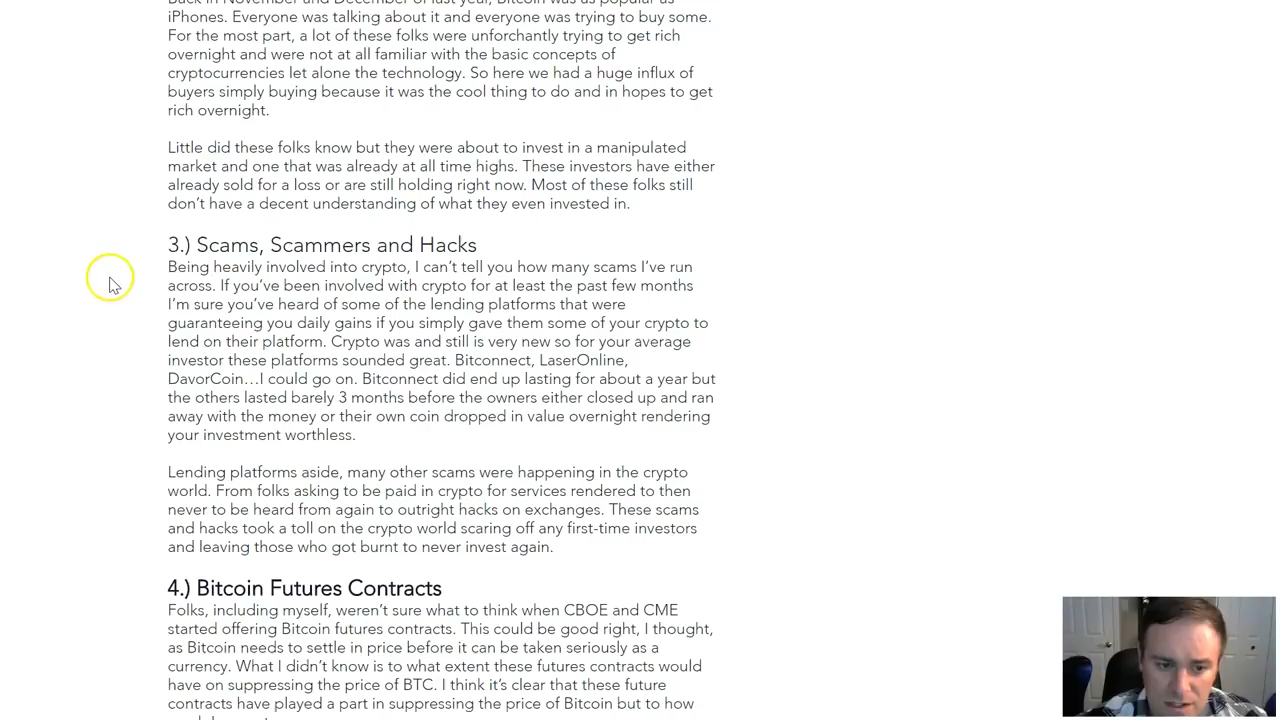 Back in November and December of last year, Bitcoin was as popular as
iPhones. Everyone was talking about it and everyone was trying to buy some.
For the most part, a lot of these folks were unforchantly trying to get rich
overnight and were not at all familiar with the basic concepts of
cryptocurrencies let alone the technology. So here we had a huge influx of
buyers simply buying because it was the cool thing to do and in hopes to get
rich overnight.
Little did these folks know but they were about to invest in a manipulated
market and one that was already at all time highs. These investors have either
already sold for a loss or are still holding right now. Most of these folks still
don't have a decent understanding of what they even invested in.
3.) Scams, Scammers and Hacks
Being heavily involved into crypto, I can't tell you how many scams I've run
across. If you've been involved with crypto for at least the past few months
I'm sure you've heard of some of the lending platforms that were
guaranteeing you daily gains if you simply gave them some of your crypto to
lend on their platform. Crypto was and still is very new so for your average
investor these platforms sounded great. Bitconnect, LaserOnline,
DavorCoin…I could go on. Bitconnect did end up lasting for about a year but
the others lasted barely 3 months before the owners either closed up and ran
away with the money or their own coin dropped in value overnight rendering
your investment worthless.
Lending platforms aside, many other scams were happening in the crypto
world. From folks asking to be paid in crypto for services rendered to then
never to be heard from again to outright hacks on exchanges. These scams
and hacks took a toll on the crypto world scaring off any first-time investors
and leaving those who got burnt to never invest again.
4.) Bitcoin Futures Contracts
Folks, including myself, weren't sure what to think when CBOE and CME
started offering Bitcoin futures contracts. This could be good right, I thought,
as Bitcoin needs to settle in price before it can be taken seriously as a
currency. What I didn't know is to what extent these futures contracts would
have on suppressing the price of BTC. I think it's clear that these future
contracts have played a part in suppressing the price of Bitcoin but to how